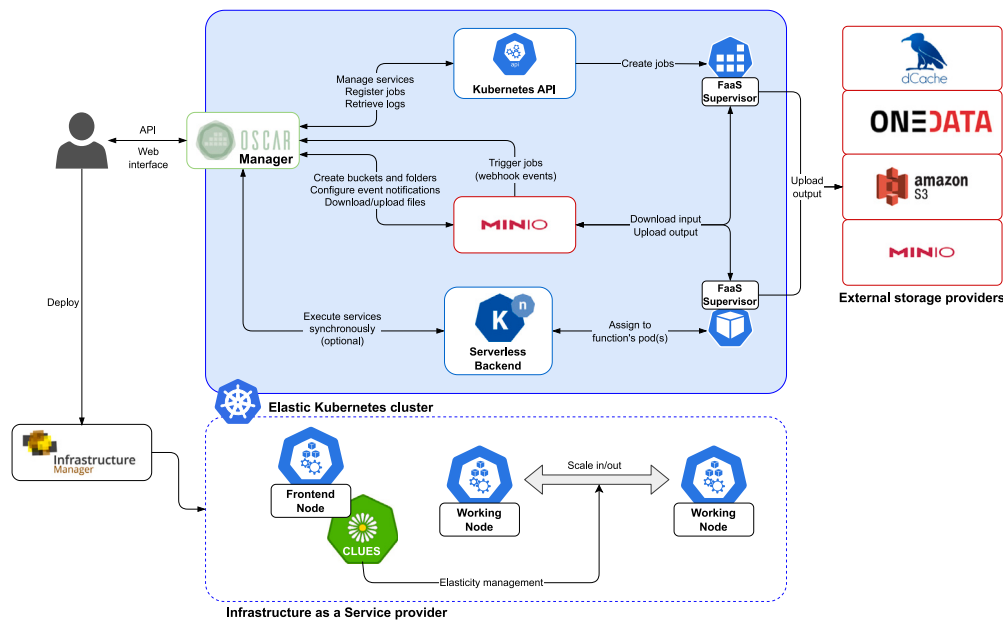 api
Kubernetes API
Manage services
Register jobs
Retrieve logs
Create jobs
FaaS
Supervisor
dCache
ONEDATA
amazon
S3
MINIO
External storage providers
API
Web
interface
OSCAR
Manager
Trigger jobs
(webhook events)
Create buckets and folders
Configure event notifications
Download/upload files
MINIO
Download input
Upload output
Upload
output
FaaS
Supervisor
Deploy
Execute services
synchronously
(optional)
K
n
Serverless
Backend
Assign to
function's pod(s)
Elastic Kubernetes cluster
Infrastructure
Manager
Frontend
Node
CLUES
Working
Node
Scale in/out
Working
Node
Elasticity management
Infrastructure as a Service provider